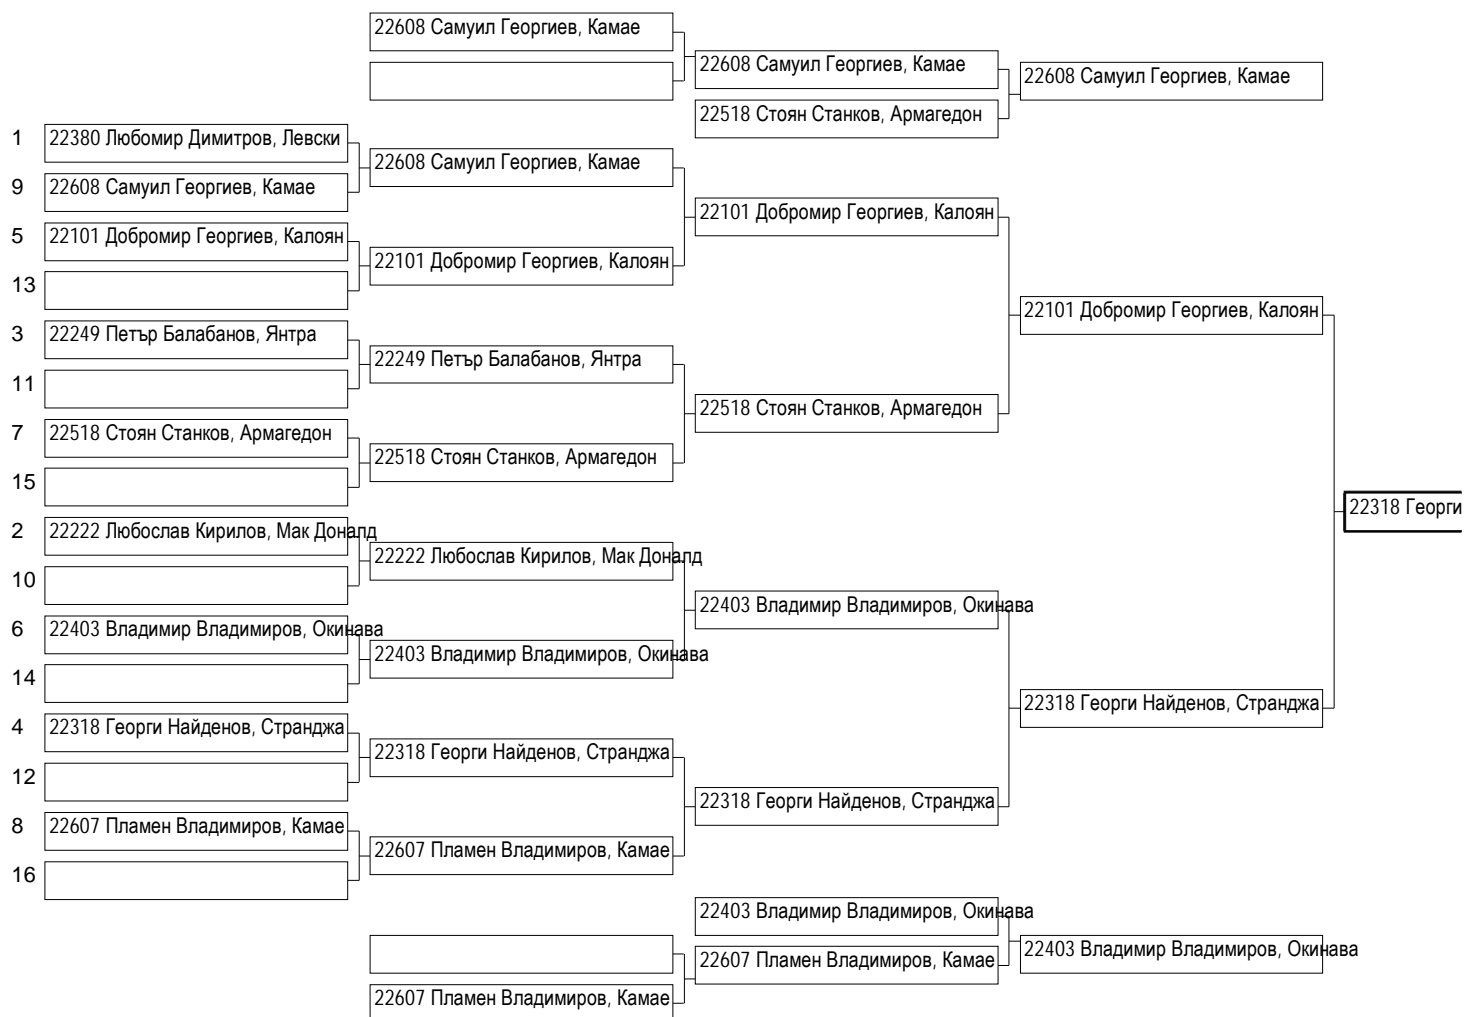 22608 Самуил Георгиев, Камае
22608 Самуил Георгиев, Камае
22608 Самуил Георгиев, Камае
22518 Стоян Станков, Армагедон
1 22380 Любомир Димитров, Левски
22608 Самуил Георгиев, Камае
9 22608 Самуил Георгиев, Камае
22101 Добромир Георгиев, Калоян
5 22101 Добромир Георгиев, Калоян
22101 Добромир Георгиев, Калоян
13
22101 Добромир Георгиев, Калоян
3 22249 Петър Балабанов, Янтра
22249 Петър Балабанов, Янтра
11
22518 Стоян Станков, Армагедон
7 22518 Стоян Станков, Армагедон
22518 Стоян Станков, Армагедон
15
22318 Георги
2 22222 Любослав Кирилов, Мак Доналд
22222 Любослав Кирилов, Мак Доналд
10
22403 Владимир Владимиров, Окинава
6 22403 Владимир Владимиров, Окинава
22403 Владимир Владимиров, Окинава
14
22318 Георги Найденов, Странджа
4 22318 Георги Найденов, Странджа
22318 Георги Найденов, Странджа
12
22318 Георги Найденов, Странджа
8 22607 Пламен Владимиров, Камае
22607 Пламен Владимиров, Камае
16
22403 Владимир Владимиров, Окинава
22403 Владимир Владимиров, Окинава
22607 Пламен Владимиров, Камае
22607 Пламен Владимиров, Камае